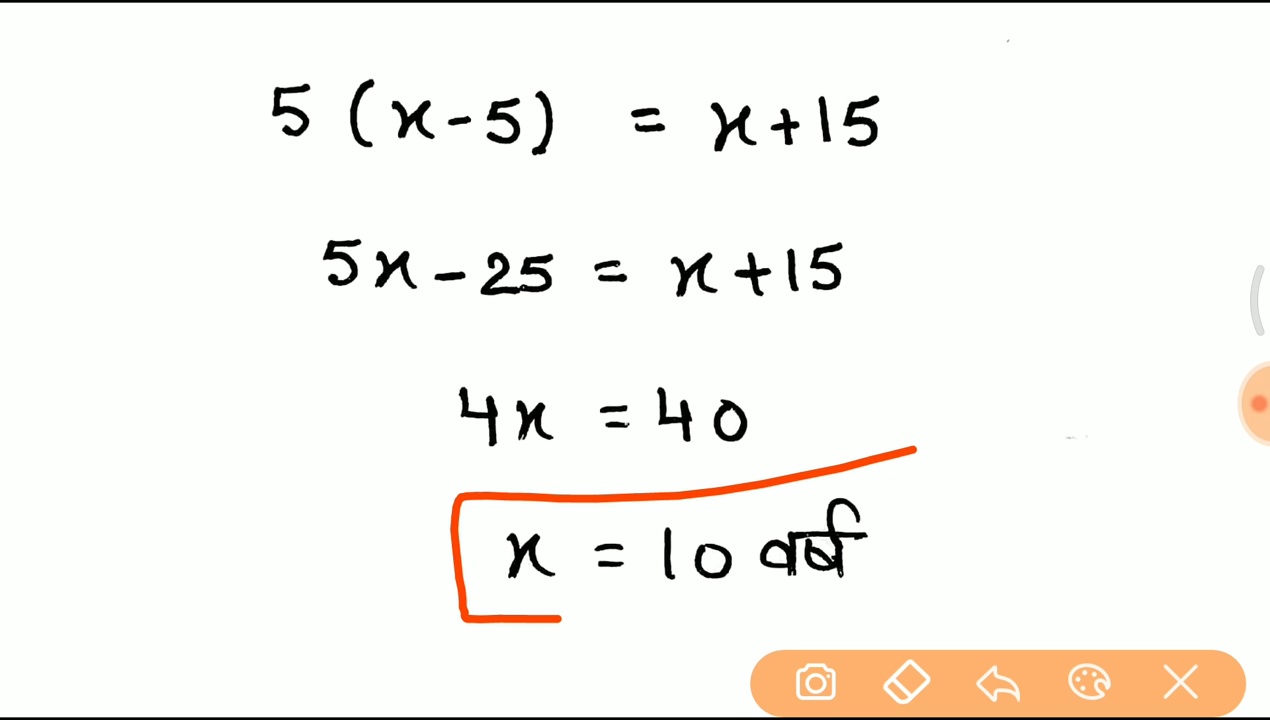 5 (x-5) = x+15
5x-25 = x+15
4x = 40
x = 10 वर्ष